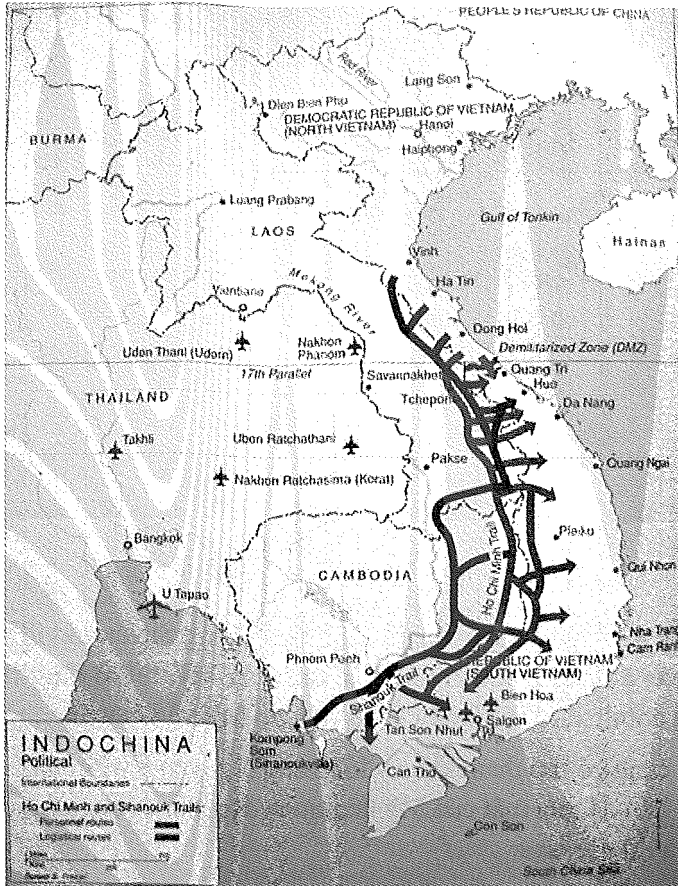 PEOPLE'S REPUBLIC OF CHINA
Red River
Lang Son
Dien Bien Phu
DEMOCRATIC REPUBLIC OF VIETNAM
(NORTH VIETNAM)
Hanoi
BURMA
Haiphong
Luang Prabang
LAOS
Gulf of Tonkin
Hainan
Vinh
Mekong River
Ha Tin
Vientiane
Dong Hoi
Udon Thani (Udorn)
Nakhon
Phanom
Demilitarized Zone (DMZ)
17th Parallel
Quang Tri
Savannakhet
Hue
THAILAND
Tchepone
Da Nang
Takhli
Ubon Ratchathani
Pakse
Quang Ngai
Nakhon Ratchasima (Korat)
Ho Chi Minh Trail
Bangkok
Pleiku
CAMBODIA
Qui Nhon
U Tapao
Nha Trang
Cam Ranh
Phnom Penh
REPUBLIC OF VIETNAM
(SOUTH VIETNAM)
Sihanouk Trail
Bien Hoa
Saigon
Kompong
Som
(Sihanoukville)
Tan Son Nhut
Can Tho
INDOCHINA
Political
International Boundaries
Ho Chi Minh and Sihanouk Trails
Personnel routes
Logistical routes
Miles
Con Son
South China Sea